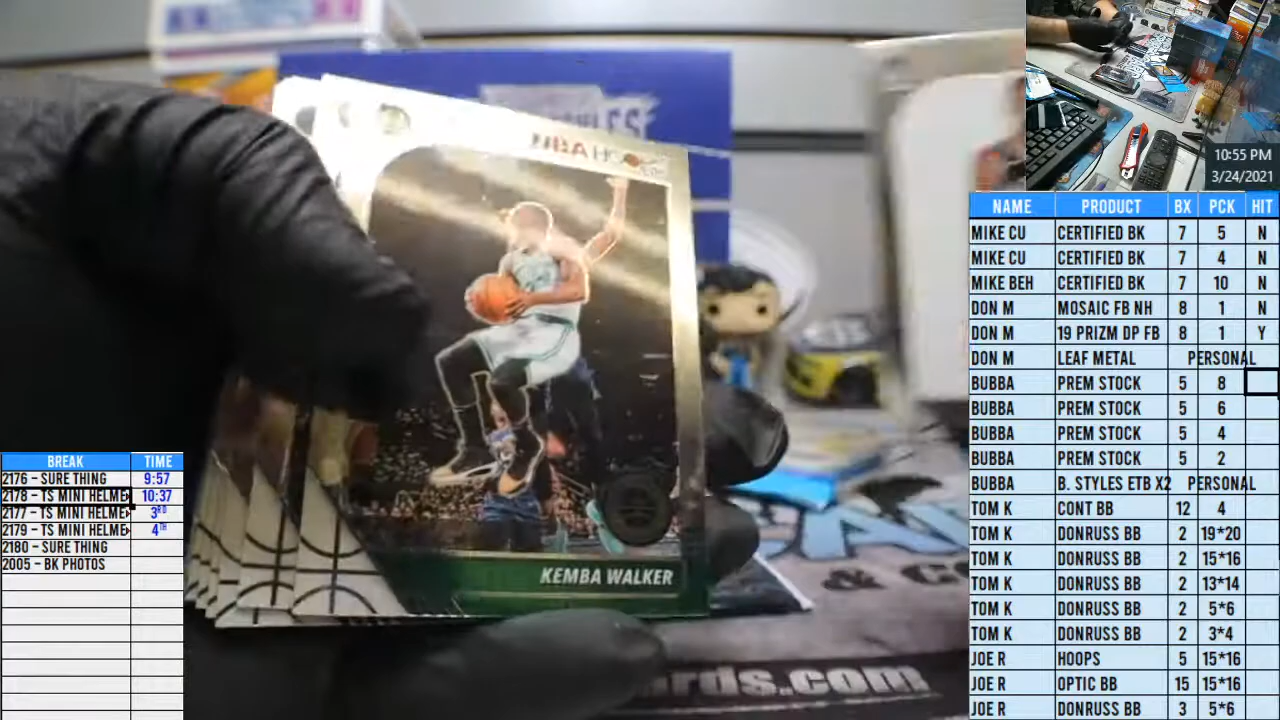 NBA HOOPS
KEMBA WALKER
rds.com
& CO
10:55 PM
3/24/2021
NAME PRODUCT BX PCK HIT
MIKE CU CERTIFIED BK 7 5 N
MIKE CU CERTIFIED BK 7 4 N
MIKE BEH CERTIFIED BK 7 10 N
DON M MOSAIC FB NH 8 1 N
DON M 19 PRIZM DP FB 8 1 Y
DON M LEAF METAL PERSONAL
BUBBA PREM STOCK 5 8
BUBBA PREM STOCK 5 6
BUBBA PREM STOCK 5 4
BUBBA PREM STOCK 5 2
BUBBA B. STYLES ETB X2 PERSONAL
TOM K CONT BB 12 4
TOM K DONRUSS BB 2 19*20
TOM K DONRUSS BB 2 15*16
TOM K DONRUSS BB 2 13*14
TOM K DONRUSS BB 2 5*6
TOM K DONRUSS BB 2 3*4
JOE R HOOPS 5 15*16
JOE R OPTIC BB 15 15*16
JOE R DONRUSS BB 3 5*6
BREAK TIME
2176 - SURE THING 9:57
2178 - TS MINI HELME 10:37
2177 - TS MINI HELME 3RD
2179 - TS MINI HELME 4TH
2180 - SURE THING
2005 - BK PHOTOS